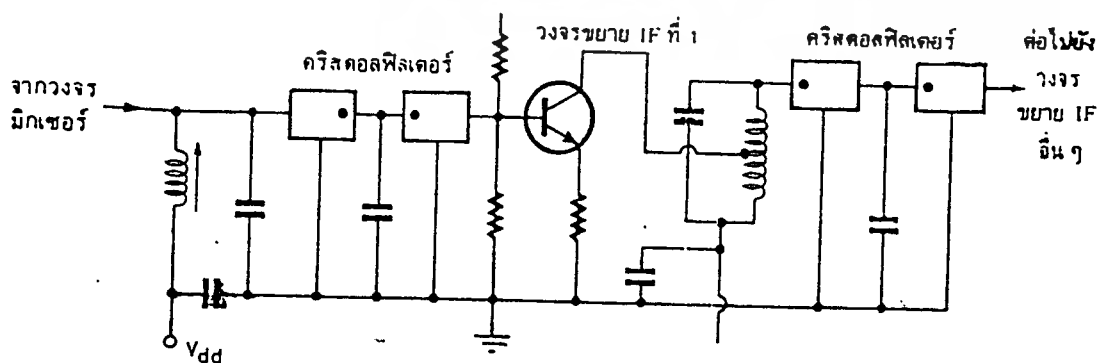 วงจรขยาย IF ที่ 1
คริสตอลฟิลเตอร์
คริสตอลฟิลเตอร์
ต่อไปยัง
วงจร
ขยาย IF
อื่น ๆ
จากวงจร
มิกเซอร์
Vdd